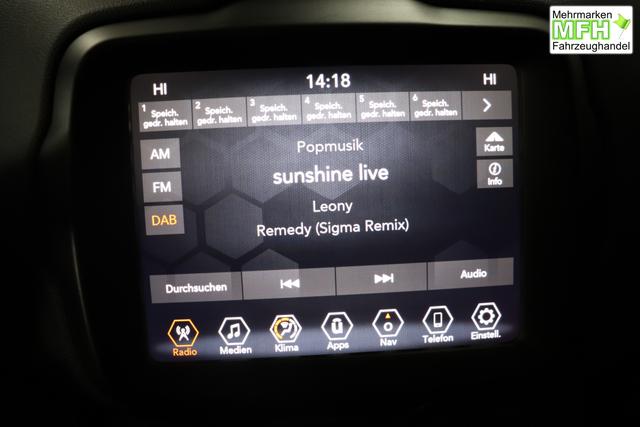 Mehrmarken
MFH
Fahrzeughandel
HI 14:18 HI
1 Speich. gedr. halten
2 Speich. gedr. halten
3 Speich. gedr. halten
4 Speich. gedr. halten
5 Speich. gedr. halten
6 Speich. gedr. halten
AM
Popmusik
Karte
FM
sunshine live
Info
DAB
Leony
Remedy (Sigma Remix)
Durchsuchen
Audio
Radio Medien Klima Apps Nav Telefon Einstell.